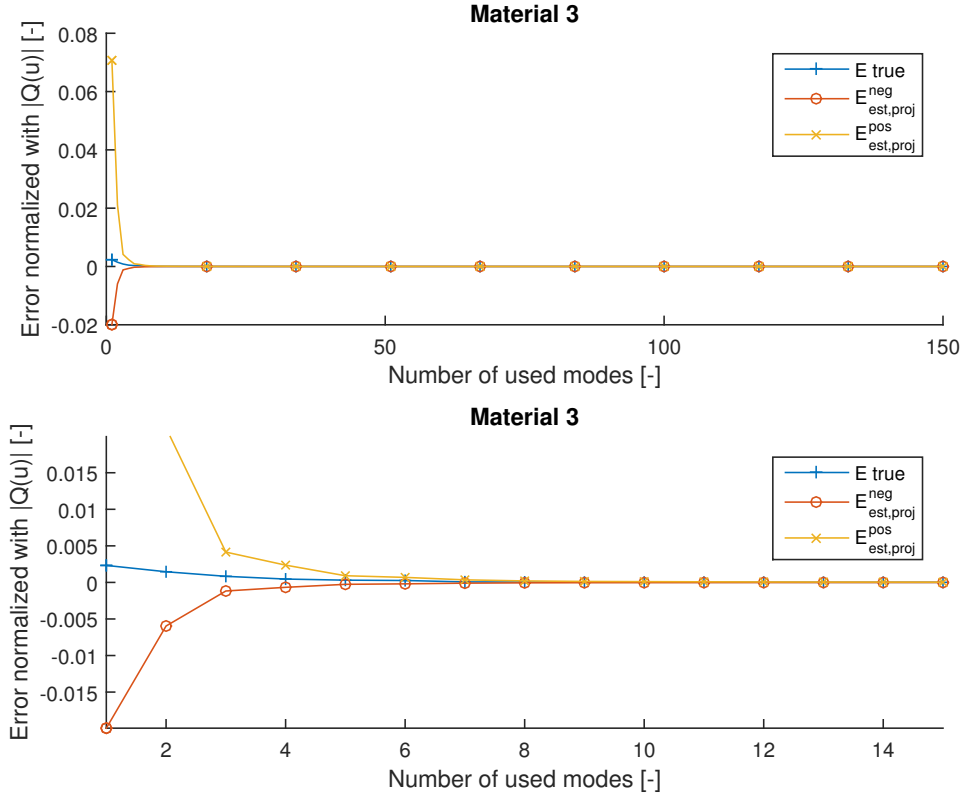 Material 3
Error normalized with |Q(u)| [-]
0.08
0.06
0.04
0.02
0
-0.02
0
50
100
150
Number of used modes [-]
E true
E^neg_est,proj
E^pos_est,proj
Material 3
Error normalized with |Q(u)| [-]
0.015
0.01
0.005
0
-0.005
-0.01
-0.015
2
4
6
8
10
12
14
Number of used modes [-]
E true
E^neg_est,proj
E^pos_est,proj